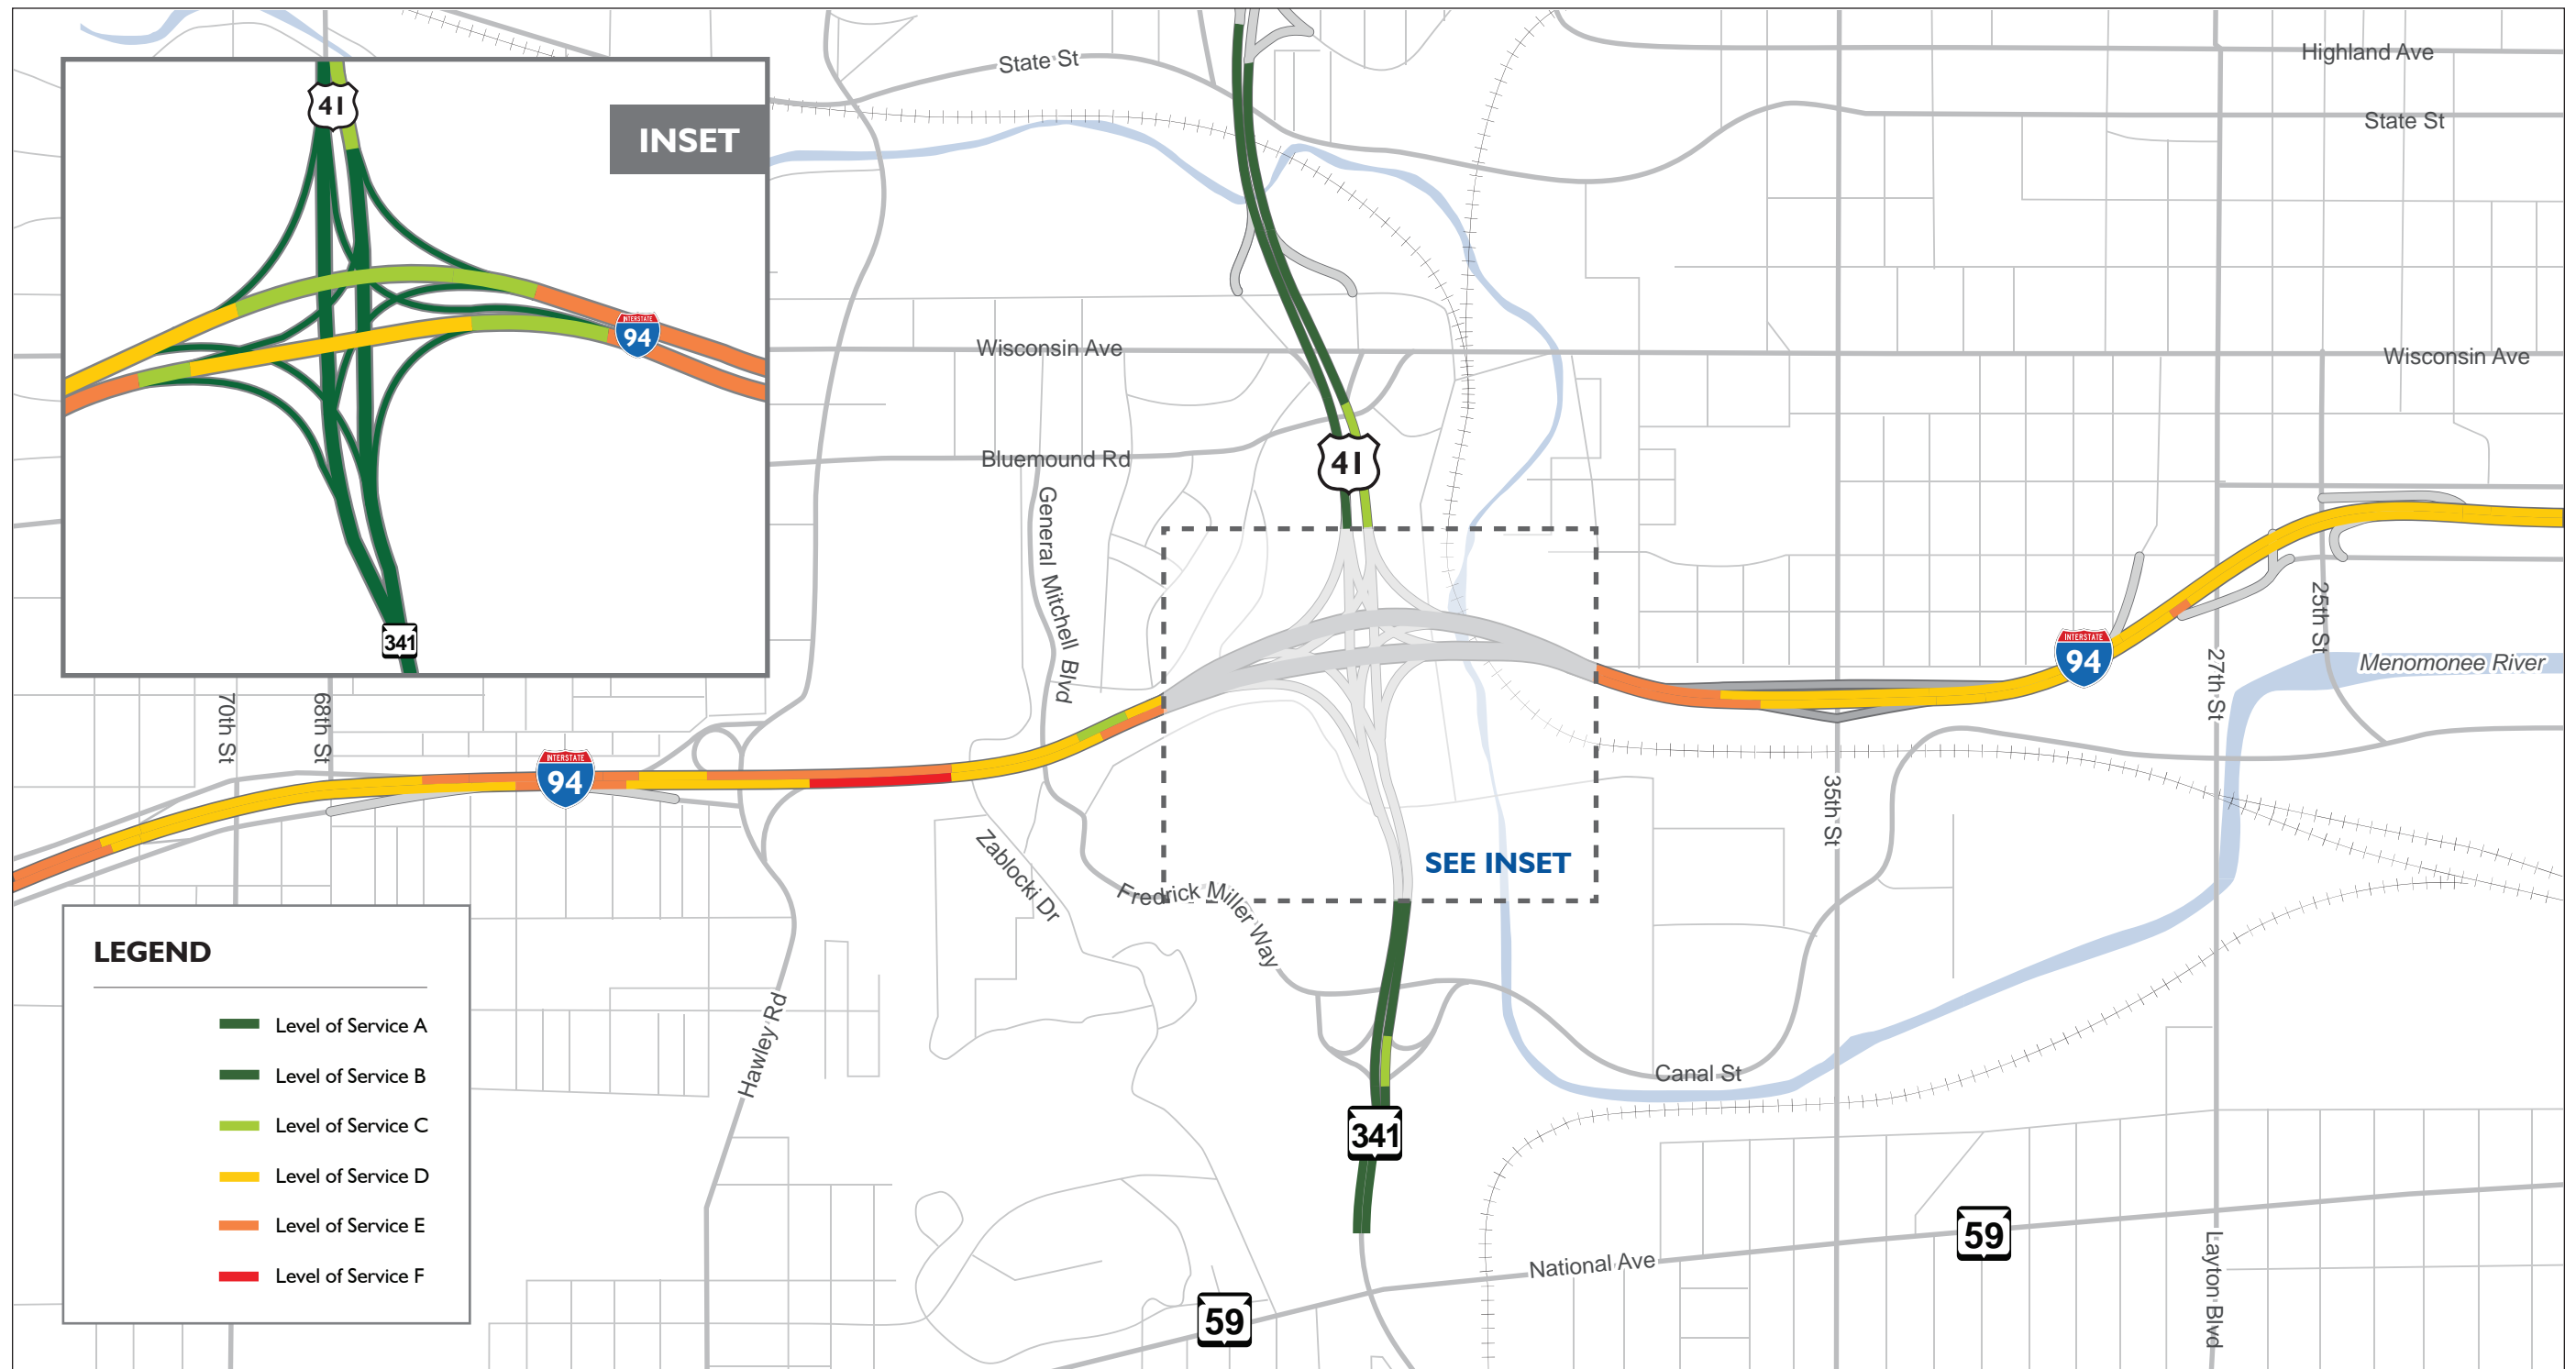 State St
Highland Ave
State St
41
INSET
INTERSTATE
94
341
Wisconsin Ave
Wisconsin Ave
Bluemound Rd
41
General Mitchell Blvd
25th St
INTERSTATE
94
Menomonee River
27th St
70th St
68th St
INTERSTATE
94
35th St
Zablocki Dr
SEE INSET
Fredrick Miller Way
LEGEND
Level of Service A
Level of Service B
Level of Service C
Level of Service D
Level of Service E
Level of Service F
Hawley Rd
Canal St
341
59
National Ave
Layton Blvd
59